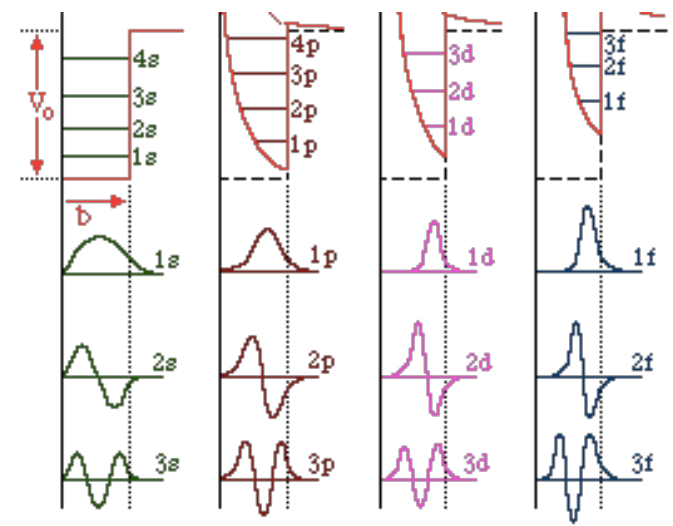 4s 4p 3f
3s 3p 3d 2f
V₀ 2s 2p 2d 1f
1s 1p 1d
b
1s 1p 1d 1f
2s 2p 2d 2f
3s 3p 3d 3f